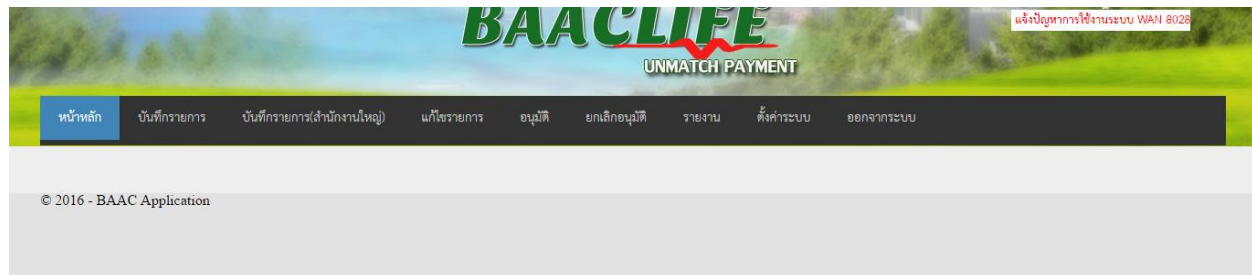 BAACLIFE
UNMATCH PAYMENT
แจ้งปัญหาการใช้งานระบบ WAN 8028
หน้าหลัก บันทึกรายการ บันทึกรายการ(สำนักงานใหญ่) แก้ไขรายการ อนุมัติ ยกเลิกอนุมัติ รายงาน ตั้งค่าระบบ ออกจากระบบ
© 2016 - BAAC Application